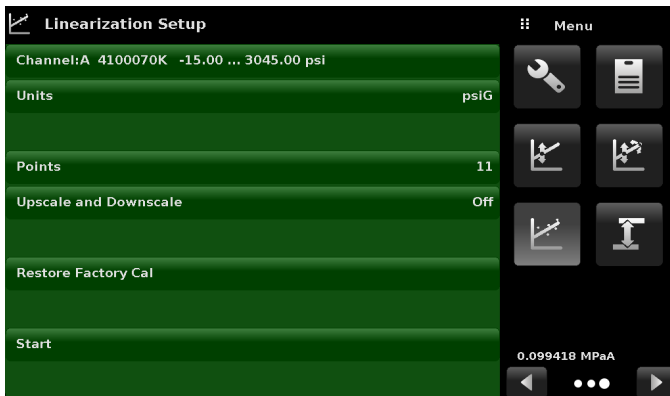 Linearization Setup
Menu
Channel:A 4100070K -15.00 ... 3045.00 psi
Units psiG
Points 11
Upscale and Downscale Off
Restore Factory Cal
Start
0.099418 MPaA